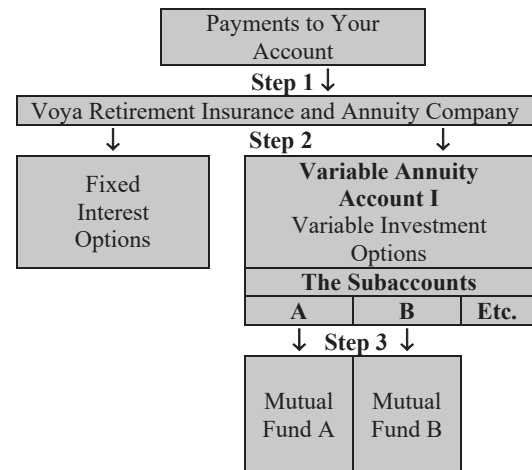 Payments to Your
Account
Step 1 ↓
Voya Retirement Insurance and Annuity Company
↓ Step 2 ↓
Fixed
Interest
Options
Variable Annuity
Account I
Variable Investment
Options
The Subaccounts
A B Etc.
↓ Step 3 ↓
Mutual
Fund A
Mutual
Fund B